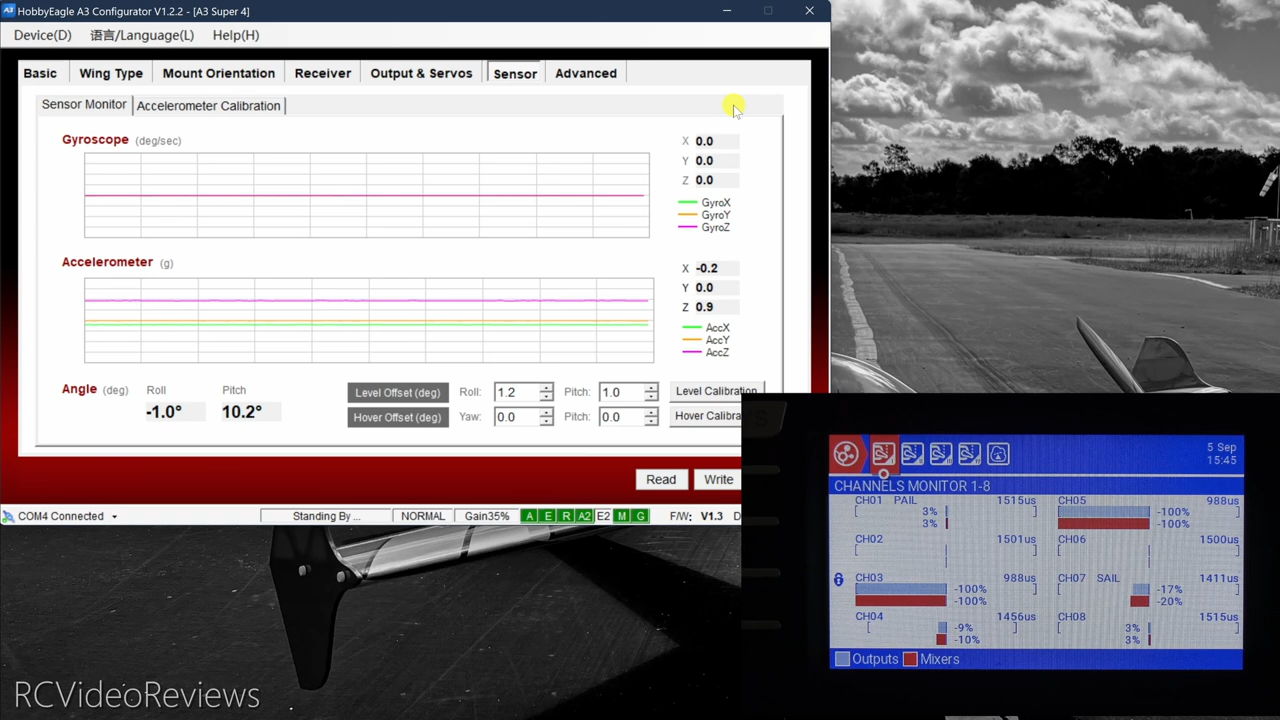 HobbyEagle A3 Configurator V1.2.2 - [A3 Super 4]
Device(D) 语言/Language(L) Help(H)
Basic Wing Type Mount Orientation Receiver Output & Servos Sensor Advanced
Sensor Monitor Accelerometer Calibration
Gyroscope (deg/sec)
X 0.0
Y 0.0
Z 0.0
GyroX
GyroY
GyroZ
Accelerometer (g)
X -0.2
Y 0.0
Z 0.9
AccX
AccY
AccZ
Angle (deg) Roll Pitch
-1.0° 10.2°
Level Offset (deg) Roll: 1.2 Pitch: 1.0 Level Calibration
Hover Offset (deg) Yaw: 0.0 Pitch: 0.0 Hover Calibra
Read Write
COM4 Connected Standing By ... NORMAL Gain35% A E R A2 E2 M G F/W: V1.3 D
5 Sep
15:45
CHANNELS MONITOR 1-8
CH01 PAIL 1515us CH05 988us
3% -100%
3% -100%
CH02 1501us CH06 1500us
CH03 988us CH07 SAIL 1411us
-100% -17%
-100% -20%
CH04 1456us CH08 1515us
-9% 3%
-10% 3%
Outputs Mixers
RCVideoReviews